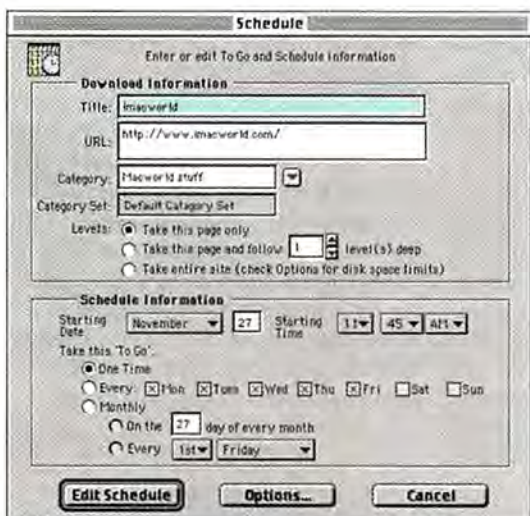 Schedule
Enter or edit To Go and Schedule information
Download Information
Title: imacworld
URL: http://www.imacworld.com/
Category: Macworld stuff
Category Set: Default Catagory Set
Levels: Take this page only
Take this page and follow 1 level(s) deep
Take entire site (check Options for disk space limits)
Schedule Information
Starting Date November 27 Starting Time 11 45 AM
Take this 'To Go':
One Time
Every: Mon Tues Wed Thu Fri Sat Sun
Monthly
On the 27 day of every month
Every 1st Friday
Edit Schedule Options... Cancel